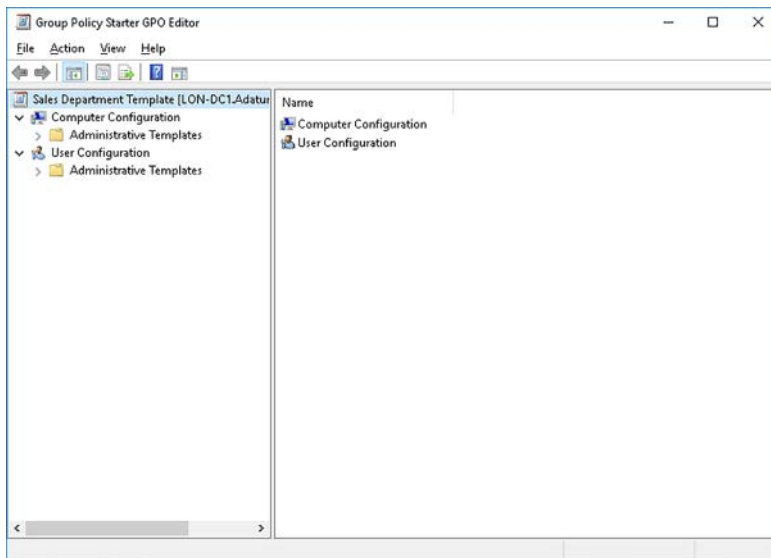 Group Policy Starter GPO Editor
File Action View Help
Sales Department Template [LON-DC1.Adatur
Computer Configuration
Administrative Templates
User Configuration
Administrative Templates
Name
Computer Configuration
User Configuration